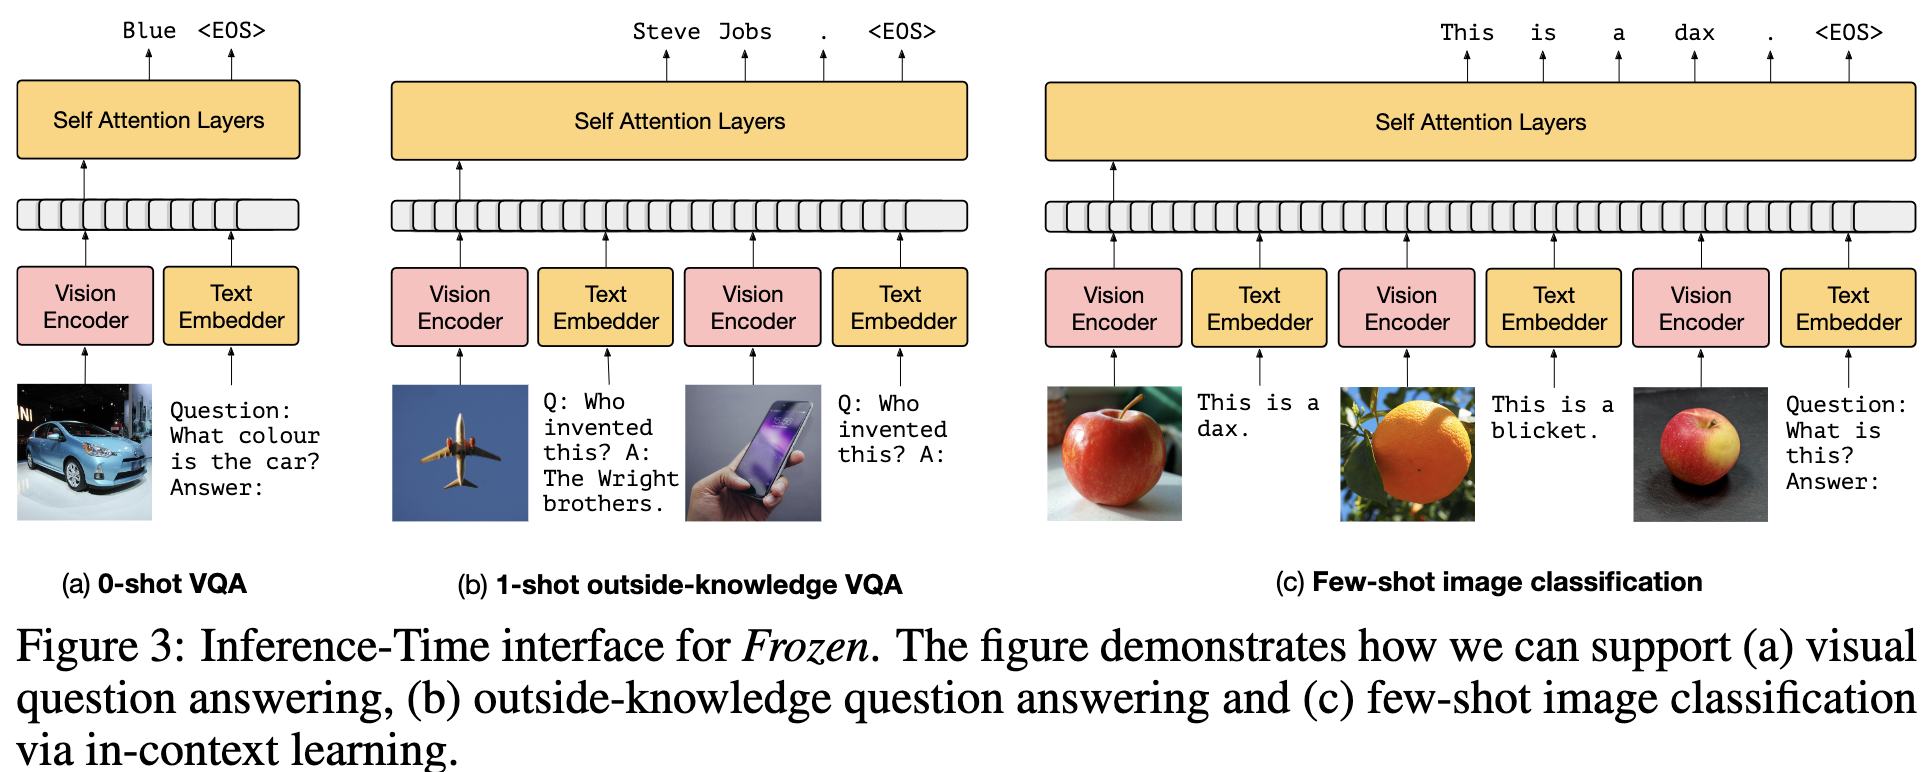 Blue <EOS>
Self Attention Layers
Vision
Encoder
Text
Embedder
NI
Question:
What colour
is the car?
Answer:
(a) 0-shot VQA
Steve Jobs . <EOS>
Self Attention Layers
Vision
Encoder
Text
Embedder
Vision
Encoder
Text
Embedder
Q: Who
invented
this? A:
The Wright
brothers.
Q: Who
invented
this? A:
(b) 1-shot outside-knowledge VQA
This is a dax . <EOS>
Self Attention Layers
Vision
Encoder
Text
Embedder
Vision
Encoder
Text
Embedder
Vision
Encoder
Text
Embedder
This is a
dax.
This is a
blicket.
Question:
What is
this?
Answer:
(c) Few-shot image classification
Figure 3: Inference-Time interface for Frozen. The figure demonstrates how we can support (a) visual
question answering, (b) outside-knowledge question answering and (c) few-shot image classification
via in-context learning.